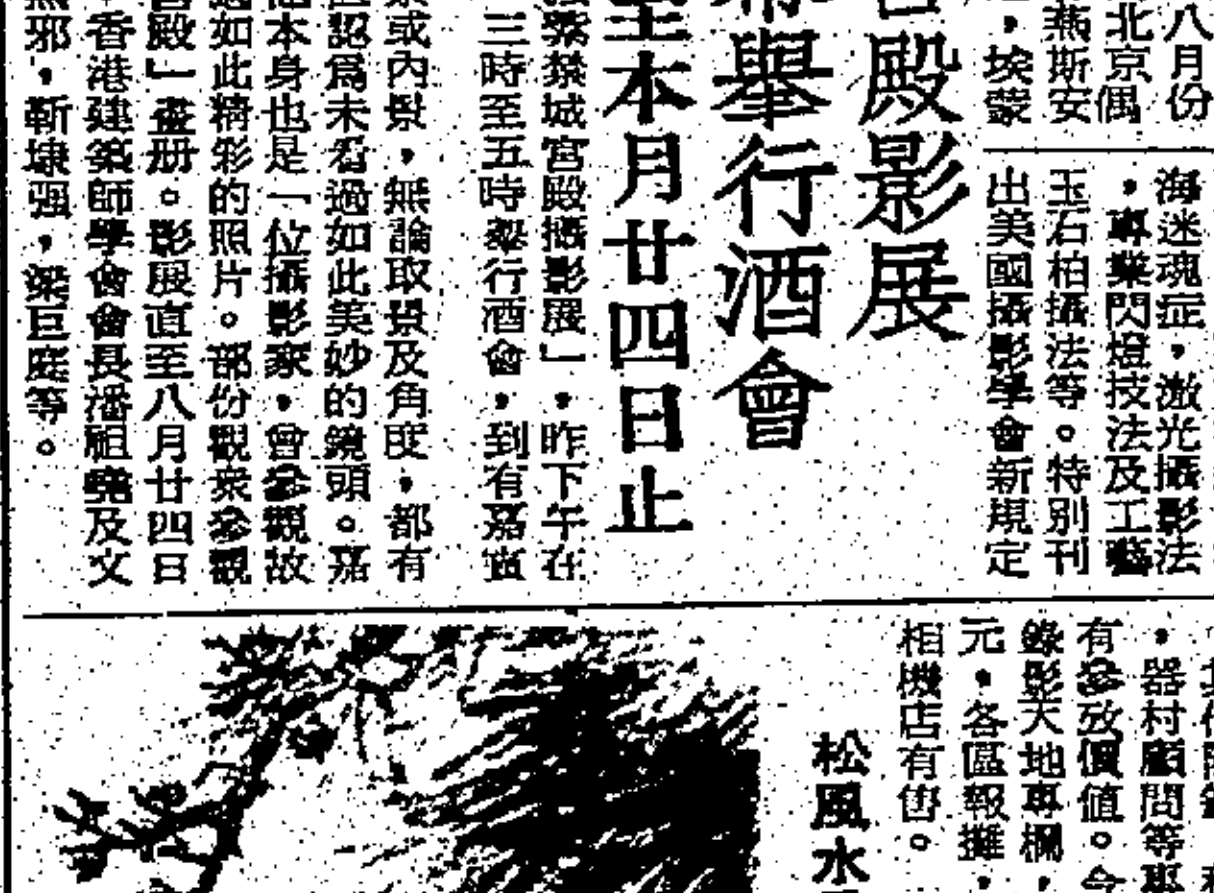 八月份
北京偶
燕斯安
，埃蒙
海迷魂症，激光攝影法
，專業閃燈技法及工藝
玉石柏攝法等。特別刊
出美國攝影學會新規定
，器村顧問等專
有參攷價值。全
錄影天地專欄，
元，各區報攤，
相機店有售。
宮殿影展
幕舉行酒會
至本月廿四日止
紫禁城宮殿攝影展」，昨下午在
三時至五時舉行酒會，到有嘉賓
景或內景，無論取景及角度，都有
認爲未看過如此美妙的鏡頭。嘉
本身也是一位攝影家，曾參觀故
過如此精彩的照片。部份觀衆參觀
宮殿」畫册。影展直至八月廿四日
，香港建築師學會會長潘祖堯及文
無邪，靳埭强，梁巨庭等。
松風水